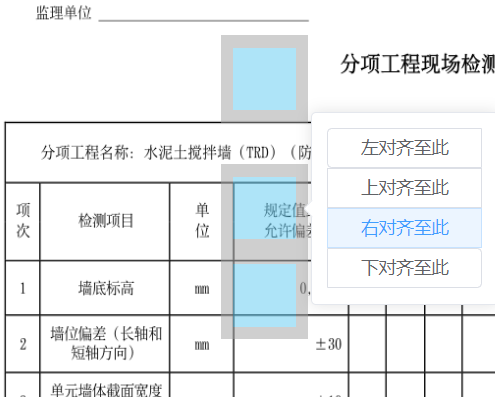 监理单位
分项工程现场检测
分项工程名称：水泥土搅拌墙（TRD）（防
项次
检测项目
单位
规定值
允许偏差
1
墙底标高
mm
0,
2
墙位偏差（长轴和短轴方向）
mm
±30
单元墙体截面宽度
左对齐至此
上对齐至此
右对齐至此
下对齐至此